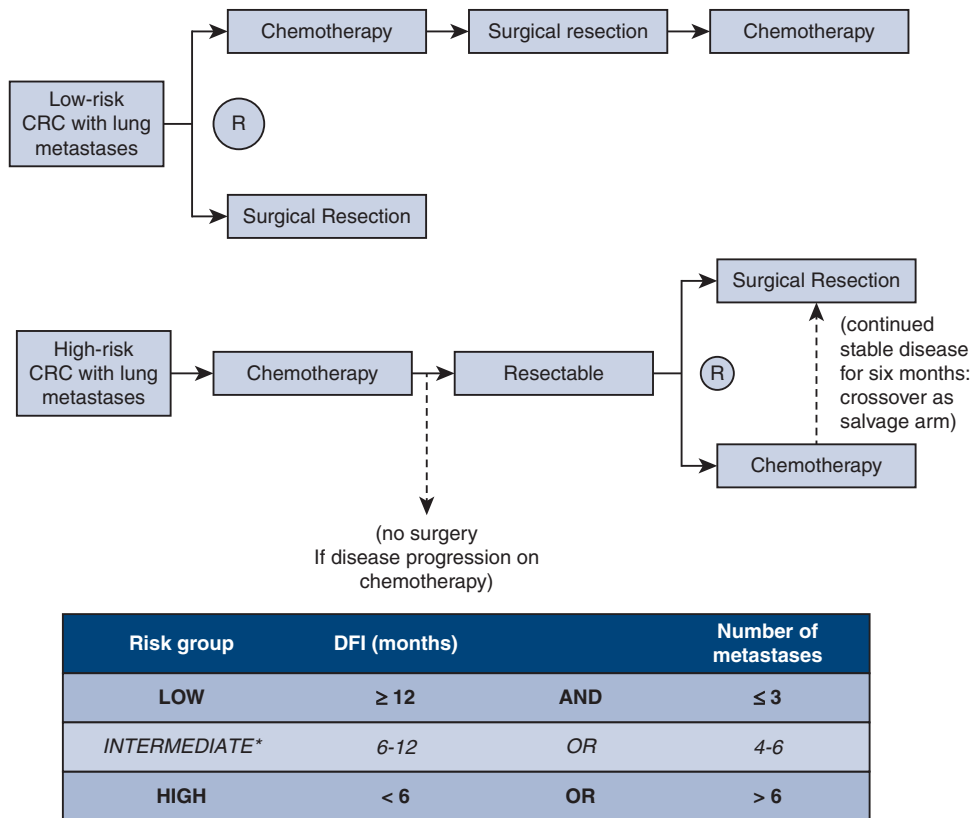 Chemotherapy
Surgical resection
Chemotherapy
Low-risk
CRC with lung
metastases
R
Surgical Resection
Surgical Resection
High-risk
CRC with lung
metastases
Chemotherapy
Resectable
R
(continued
stable disease
for six months:
crossover as
salvage arm)
Chemotherapy
(no surgery
If disease progression on
chemotherapy)
Risk group DFI (months) Number of
metastases
LOW ≥ 12 AND ≤ 3
INTERMEDIATE* 6-12 OR 4-6
HIGH < 6 OR > 6